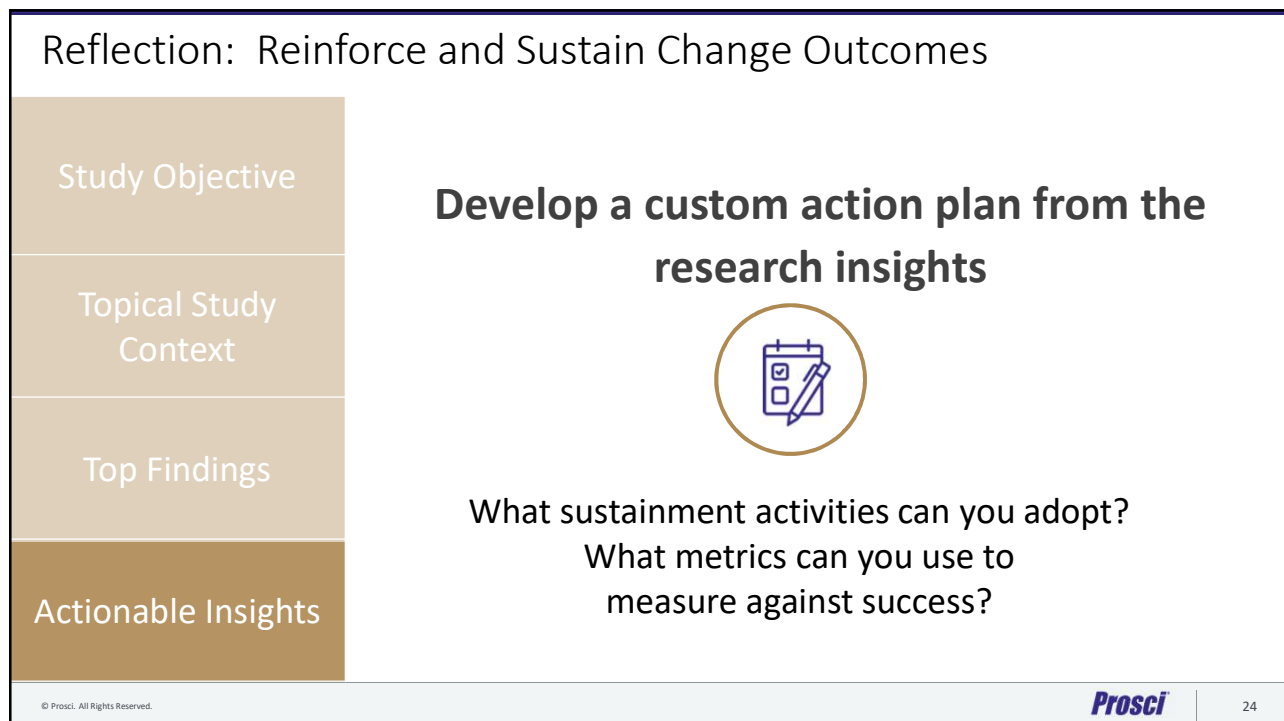 Reflection:  Reinforce and Sustain Change Outcomes
Study Objective
Topical Study
Context
Top Findings
Actionable Insights
Develop a custom action plan from the
research insights
What sustainment activities can you adopt?
What metrics can you use to
measure against success?
© Prosci. All Rights Reserved.
Prosci
24